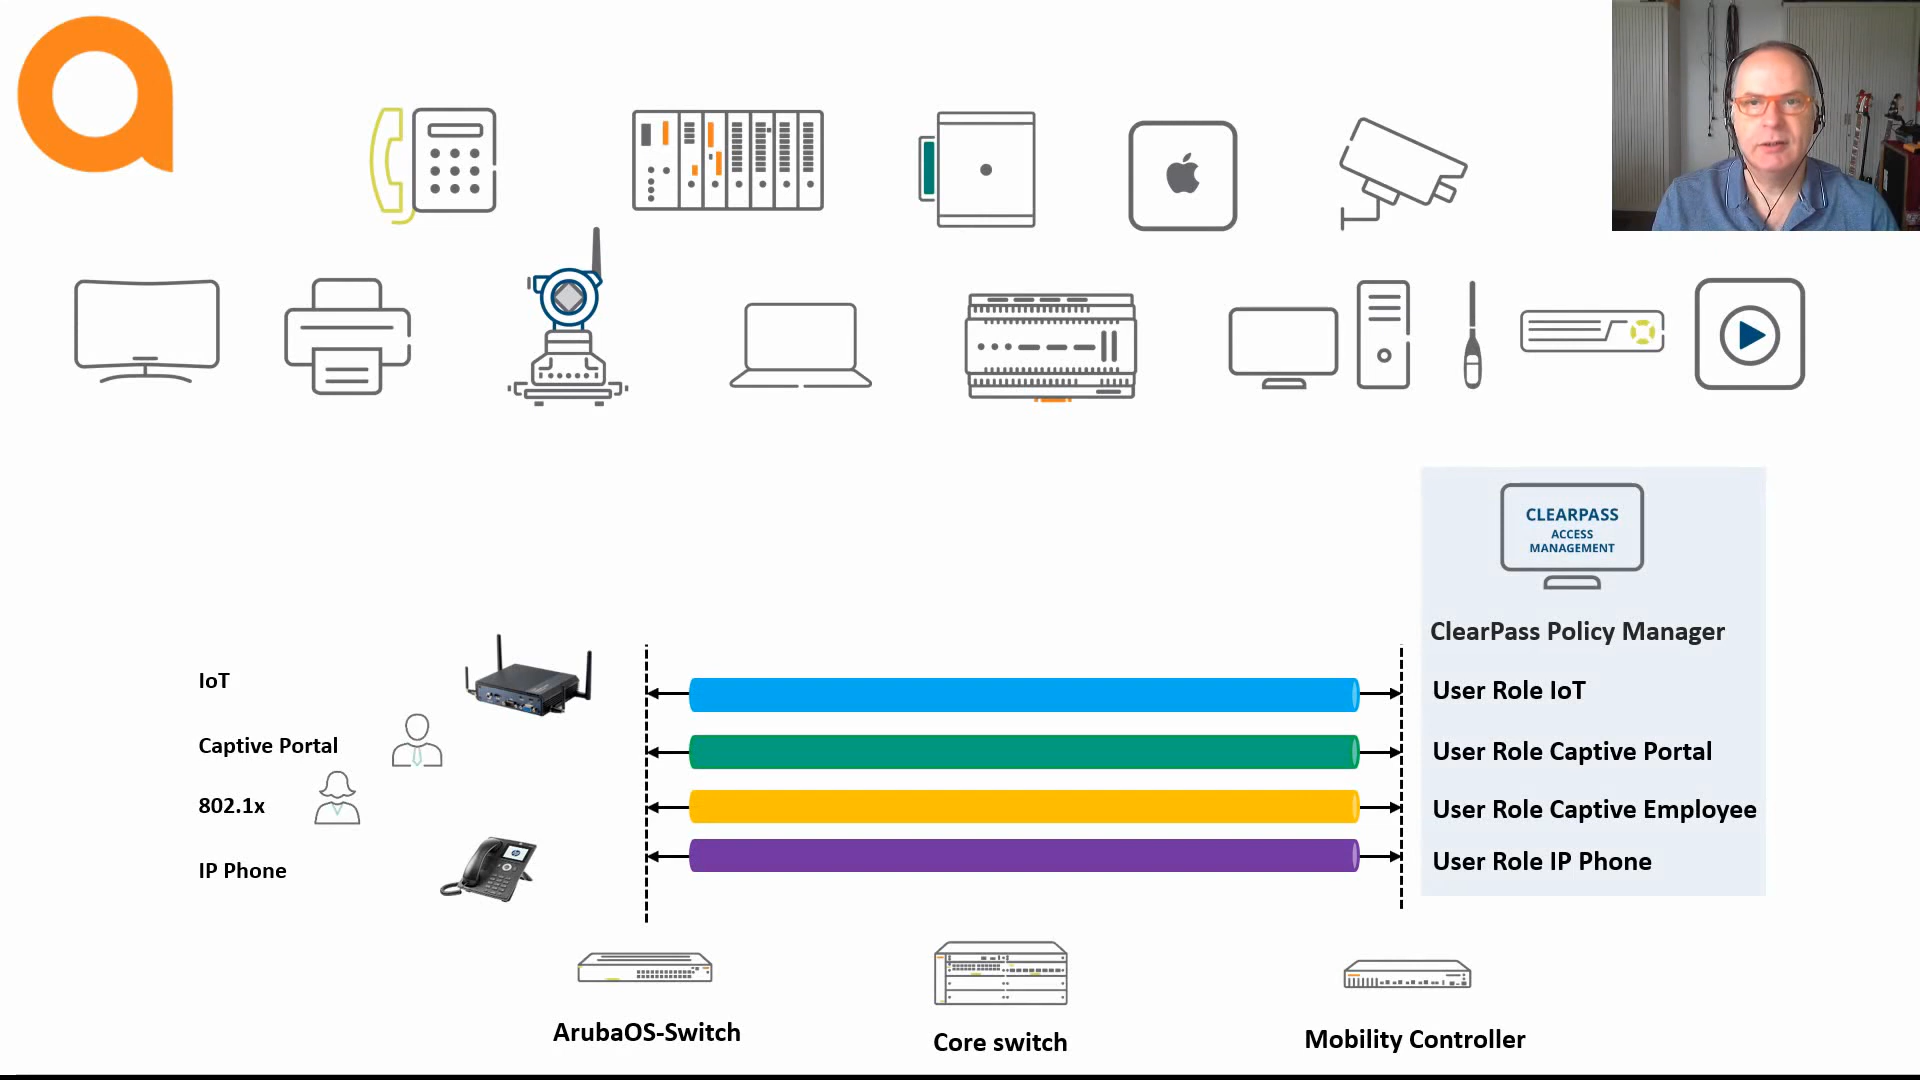 CLEARPASS
ACCESS
MANAGEMENT
ClearPass Policy Manager
IoT
User Role IoT
Captive Portal
User Role Captive Portal
802.1x
User Role Captive Employee
IP Phone
User Role IP Phone
ArubaOS-Switch
Core switch
Mobility Controller